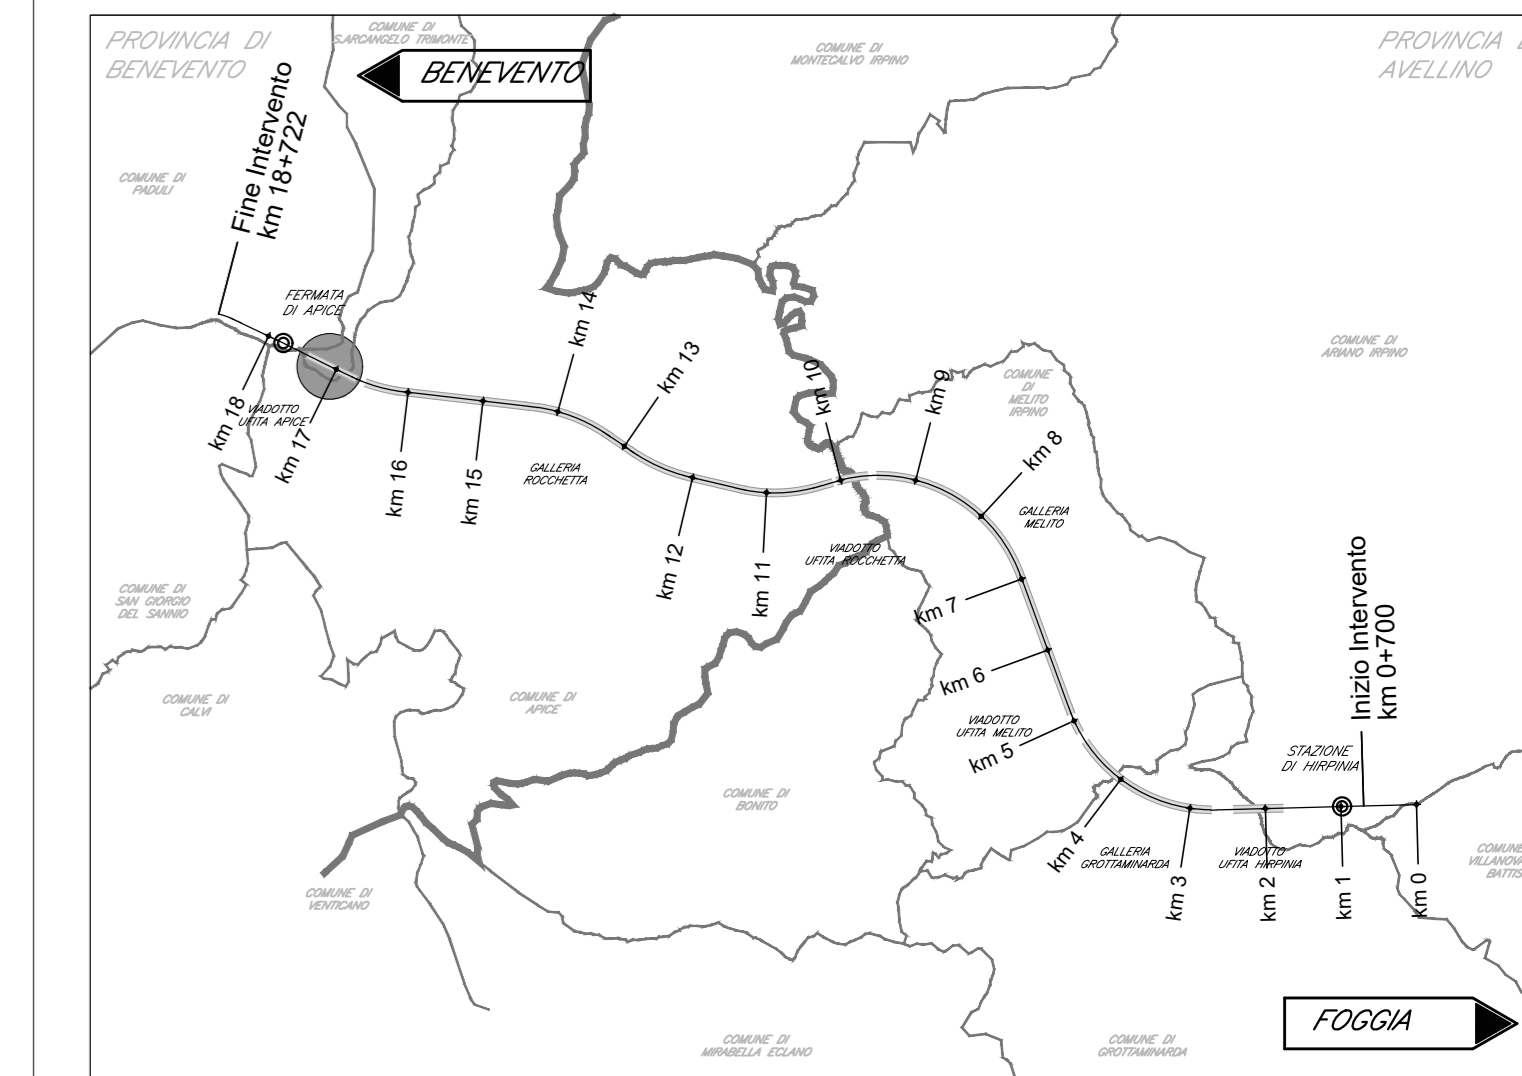 PROVINCIA DI
BENEVENTO
COMUNE DI
S.ARCANGELO TRIMONTE
BENEVENTO
COMUNE DI
MONTECALVO IRPINO
PROVINCIA
AVELLINO
Fine Intervento
km 18+722
COMUNE DI
PADULI
FERMATA
DI APICE
km 14
km 13
km 10
km 9
COMUNE DI
ARIANO IRPINO
COMUNE
DI
MELITO
IRPINO
km 18
VIADOTTO
UFITA APICE
km 17
km 16
km 15
GALLERIA
ROCCHETTA
km 8
GALLERIA
MELITO
km 12
km 11
VIADOTTO
UFITA ROCCHETTA
km 7
Inizio Intervento
km 0+700
COMUNE DI
SAN GIORGIO
DEL SANNIO
COMUNE DI
CALVI
COMUNE DI
APICE
km 6
VIADOTTO
UFITA MELITO
km 5
STAZIONE
DI HIRPINIA
COMUNE DI
BONITO
km 4
GALLERIA
GROTTAMINARDA
km 3
VIADOTTO
UFITA HIRPINIA
km 2
km 1
km 0
COMUNE
VILLANOVA
BATTIS
COMUNE DI
VENTICANO
FOGGIA
COMUNE DI
MIRABELLA ECLANO
COMUNE DI
GROTTAMINARDA